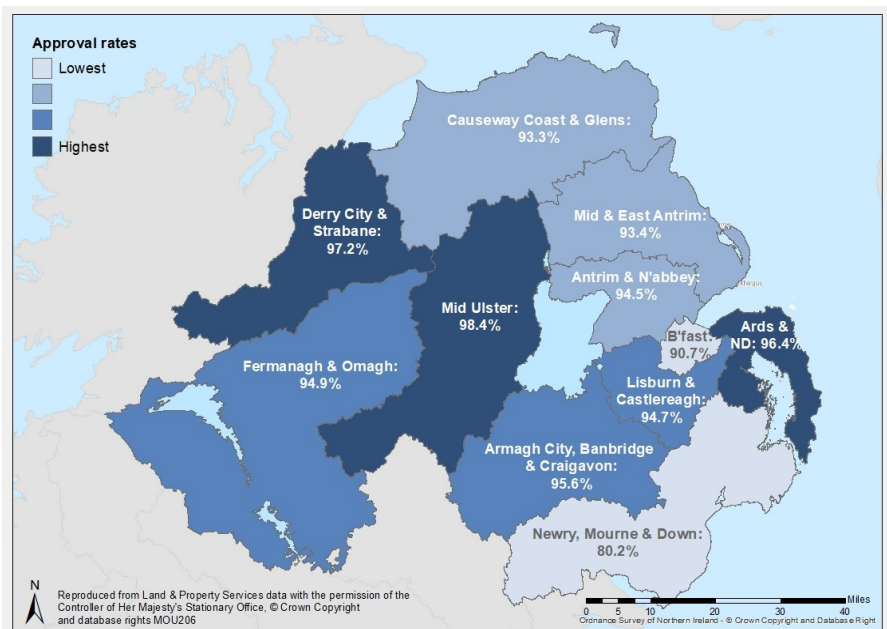 Approval rates
Lowest
Highest
Causeway Coast & Glens:
93.3%
Derry City &
Strabane:
97.2%
Mid & East Antrim:
93.4%
Antrim & N'abbey:
94.5%
Mid Ulster:
98.4%
B'fast:
90.7%
Ards &
ND: 96.4%
Fermanagh & Omagh:
94.9%
Lisburn &
Castlereagh:
94.7%
Armagh City, Banbridge
& Craigavon:
95.6%
Newry, Mourne & Down:
80.2%
N
Reproduced from Land & Property Services data with the permission of the
Controller of Her Majesty's Stationary Office, © Crown Copyright
and database rights MOU206
Miles
0 5 10 20 30 40
Ordnance Survey of Northern Ireland - © Crown Copyright and Database Right